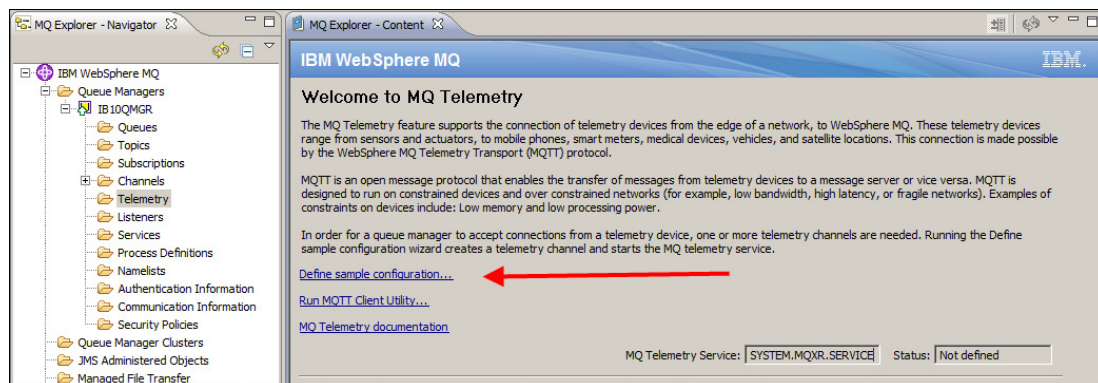 MQ Explorer - Navigator
IBM WebSphere MQ
Queue Managers
IB10QMGR
Queues
Topics
Subscriptions
Channels
Telemetry
Listeners
Services
Process Definitions
Namelists
Authentication Information
Communication Information
Security Policies
Queue Manager Clusters
JMS Administered Objects
Managed File Transfer
MQ Explorer - Content
IBM WebSphere MQ
IBM.
Welcome to MQ Telemetry
The MQ Telemetry feature supports the connection of telemetry devices from the edge of a network, to WebSphere MQ. These telemetry devices
range from sensors and actuators, to mobile phones, smart meters, medical devices, vehicles, and satellite locations. This connection is made possible
by the WebSphere MQ Telemetry Transport (MQTT) protocol.
MQTT is an open message protocol that enables the transfer of messages from telemetry devices to a message server or vice versa. MQTT is
designed to run on constrained devices and over constrained networks (for example, low bandwidth, high latency, or fragile networks). Examples of
constraints on devices include: Low memory and low processing power.
In order for a queue manager to accept connections from a telemetry device, one or more telemetry channels are needed. Running the Define
sample configuration wizard creates a telemetry channel and starts the MQ telemetry service.
Define sample configuration...
Run MQTT Client Utility...
MQ Telemetry documentation
MQ Telemetry Service: SYSTEM.MQXR.SERVICE Status: Not defined